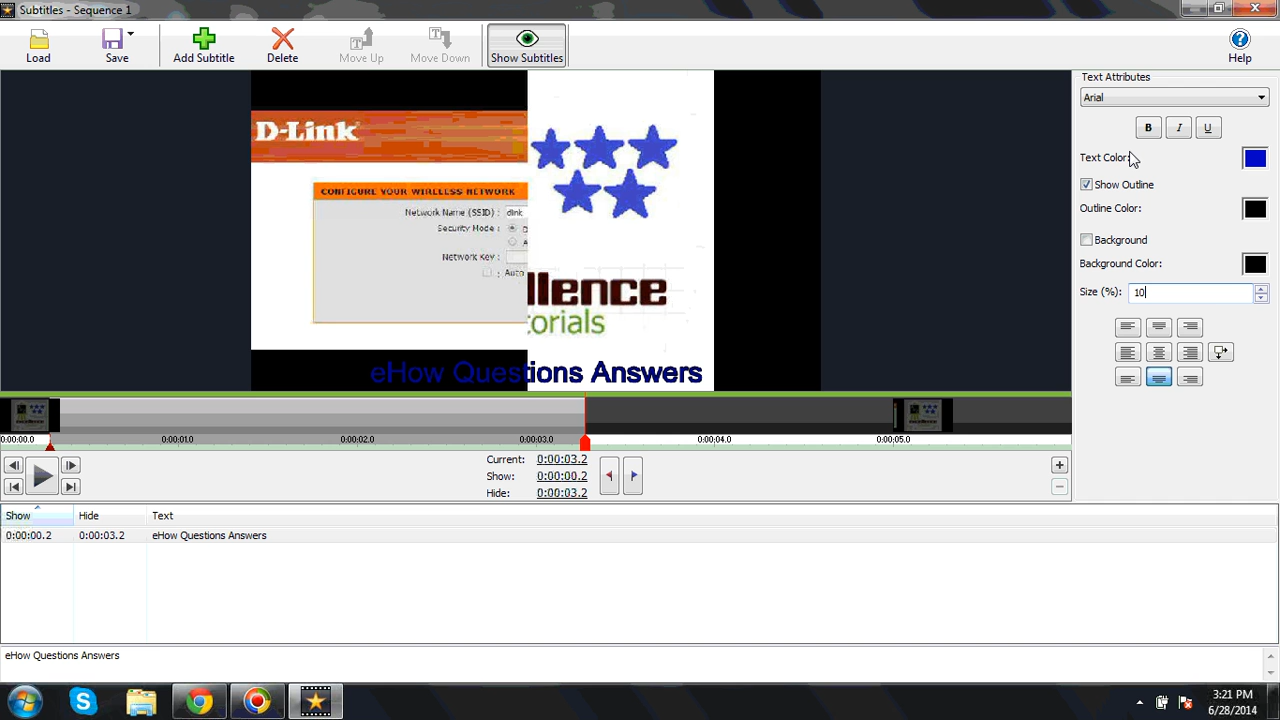 Subtitles - Sequence 1
Load
Save
Add Subtitle
Delete
Move Up
Move Down
Show Subtitles
Help
D-Link
CONFIGURE YOUR WIRELESS NETWORK
Network Name (SSID) : dlink
Security Mode :
Network Key :
: Auto
llence
orials
eHow Questions Answers
Text Attributes
Arial
B I U
Text Color:
Show Outline
Outline Color:
Background
Background Color:
Size (%): 10
0:00:00.0 0:00:01.0 0:00:02.0 0:00:03.0 0:00:04.0 0:00:05.0
Current: 0:00:03.2
Show: 0:00:00.2
Hide: 0:00:03.2
Show Hide Text
0:00:00.2 0:00:03.2 eHow Questions Answers
eHow Questions Answers
3:21 PM
6/28/2014